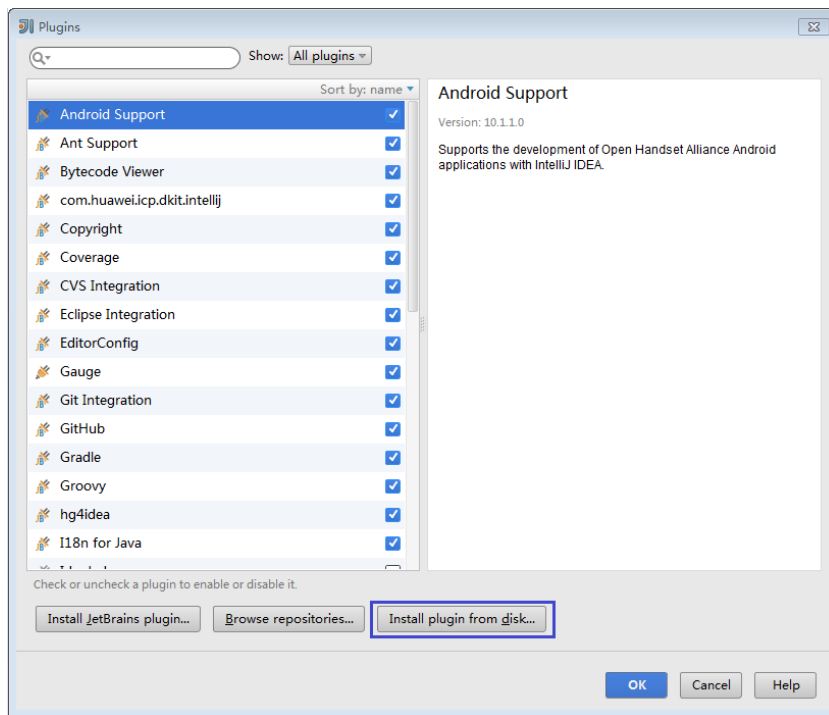 Plugins
Show: All plugins
Sort by: name
Android Support
Ant Support
Bytecode Viewer
com.huawei.icp.dkit.intellij
Copyright
Coverage
CVS Integration
Eclipse Integration
EditorConfig
Gauge
Git Integration
GitHub
Gradle
Groovy
hg4idea
I18n for Java
Check or uncheck a plugin to enable or disable it.
Android Support
Version: 10.1.1.0
Supports the development of Open Handset Alliance Android
applications with IntelliJ IDEA.
Install JetBrains plugin...
Browse repositories...
Install plugin from disk...
OK
Cancel
Help